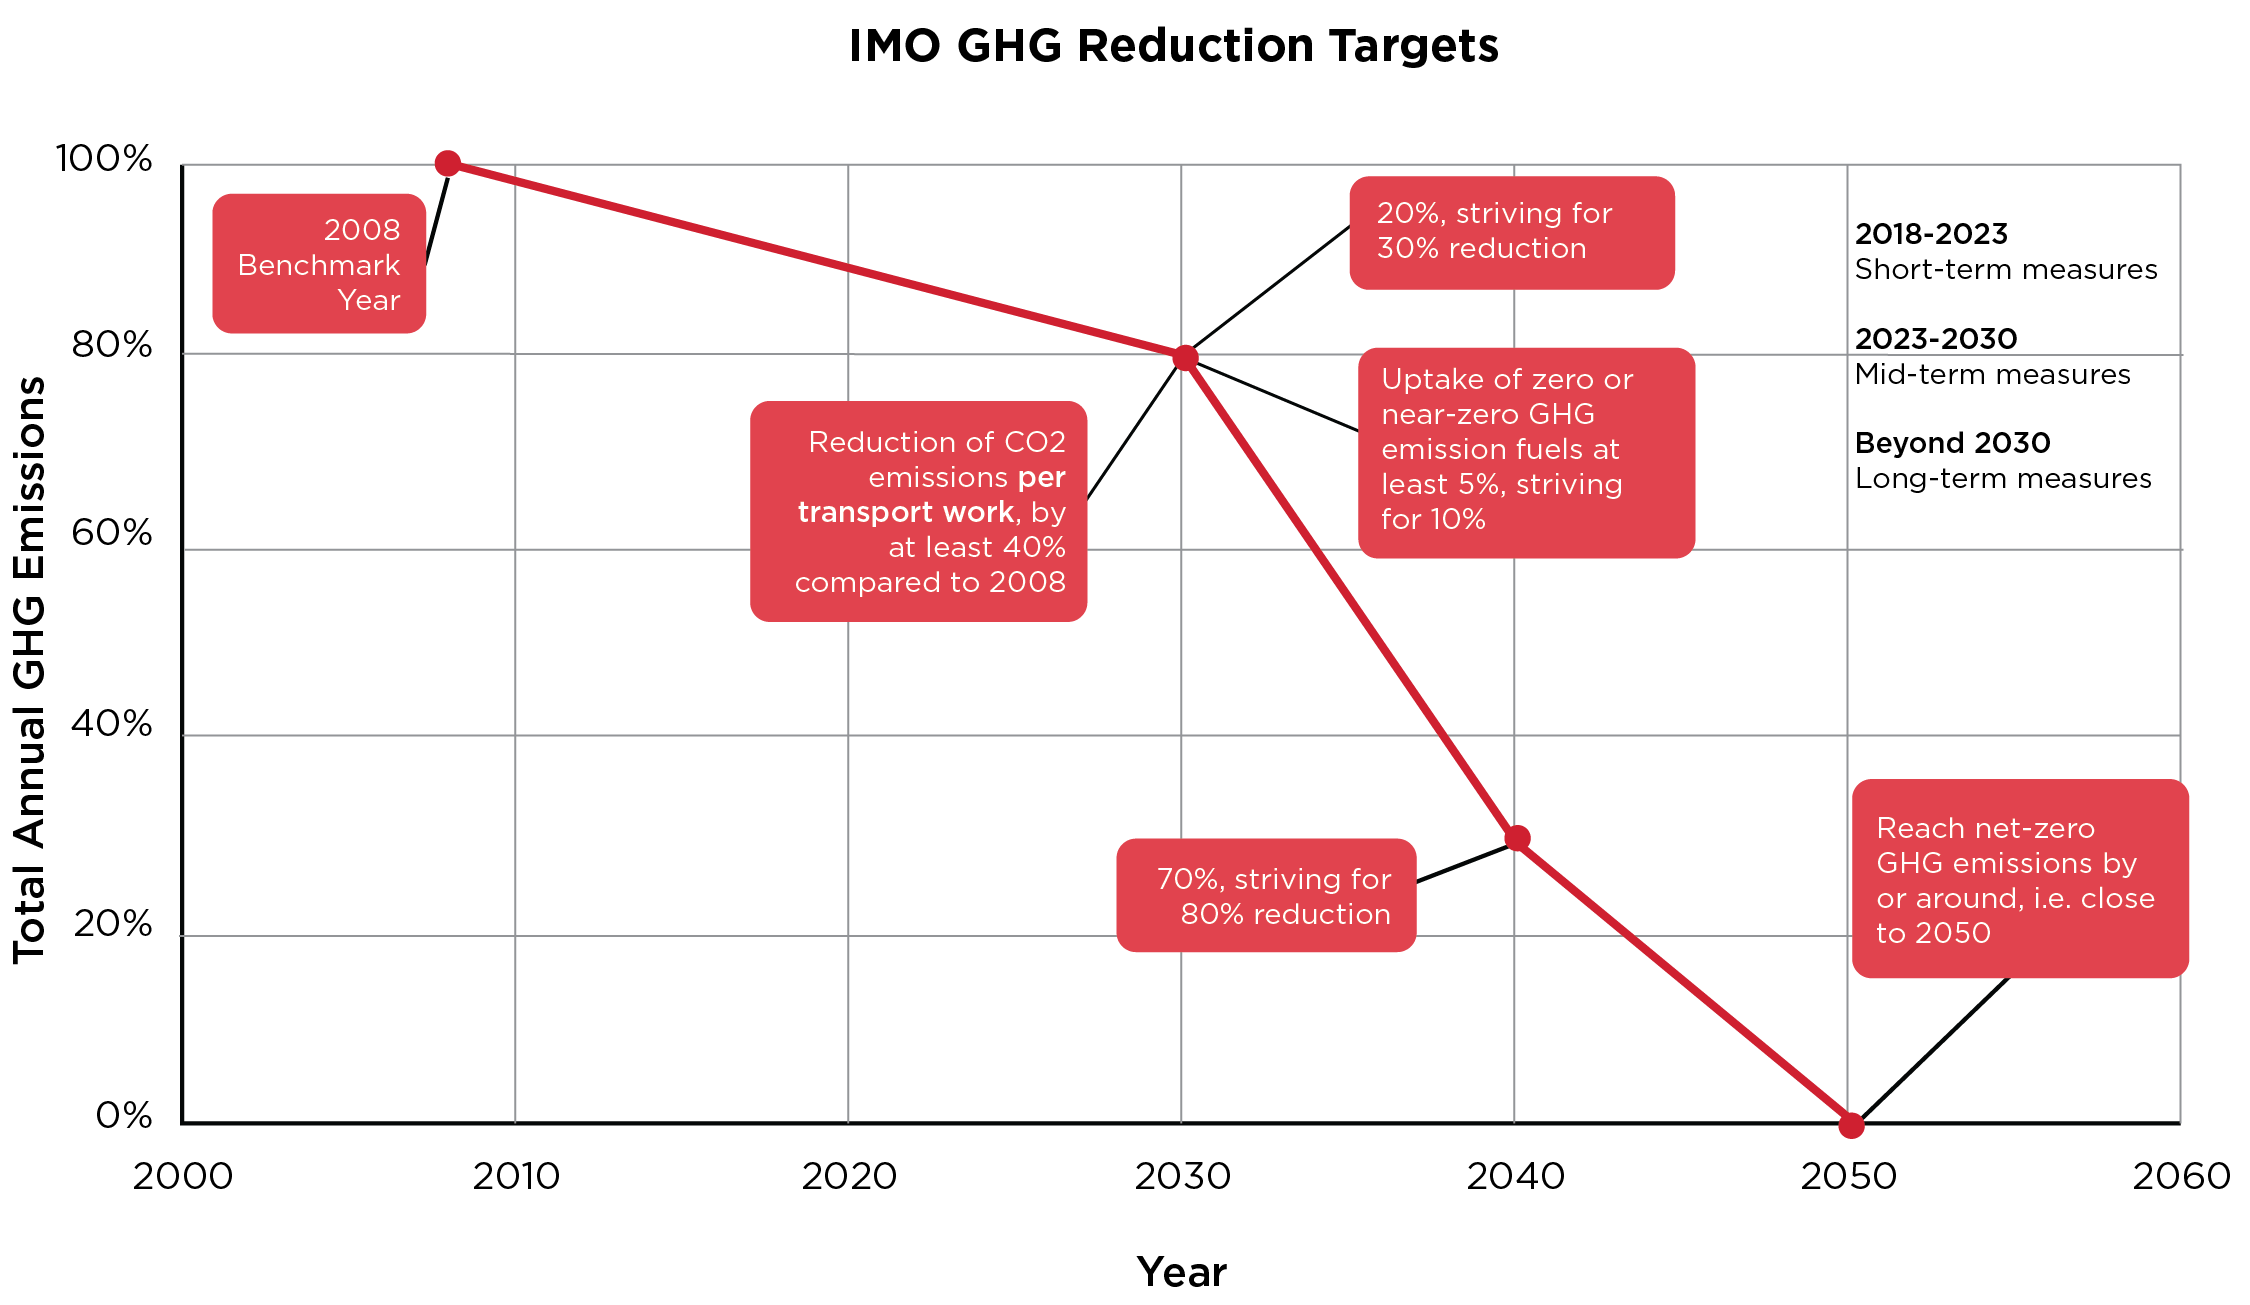 IMO GHG Reduction Targets
Total Annual GHG Emissions
100%
80%
60%
40%
20%
0%
2008
Benchmark
Year
Reduction of CO2
emissions per
transport work, by
at least 40%
compared to 2008
20%, striving for
30% reduction
Uptake of zero or
near-zero GHG
emission fuels at
least 5%, striving
for 10%
70%, striving for
80% reduction
2018-2023
Short-term measures
2023-2030
Mid-term measures
Beyond 2030
Long-term measures
Reach net-zero
GHG emissions by
or around, i.e. close
to 2050
2000 2010 2020 2030 2040 2050 2060
Year